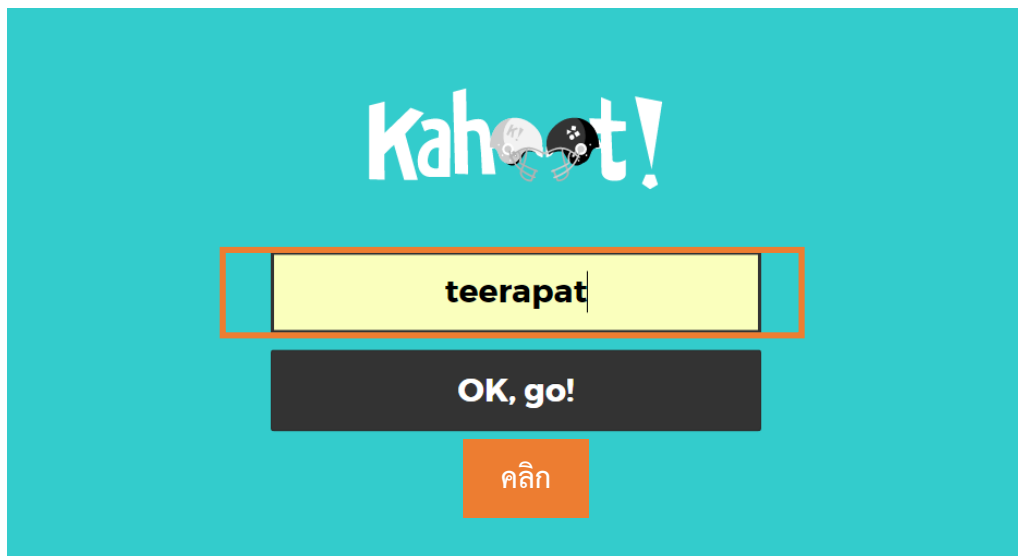 Kahoot!
teerapat
OK, go!
คลิก